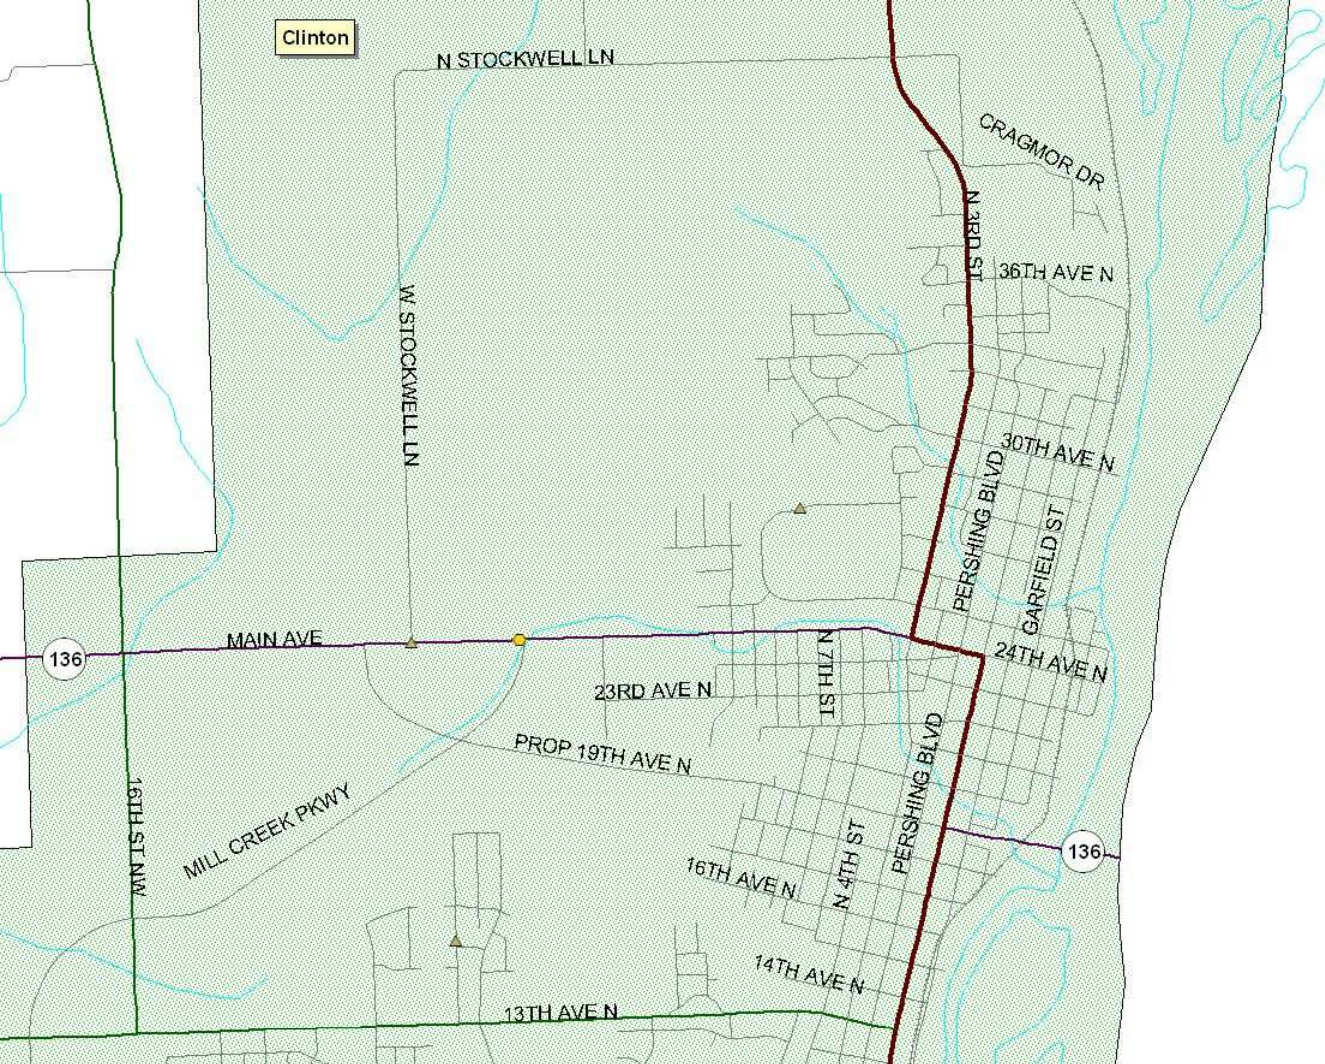 Clinton
N STOCKWELL LN
CRAGMOR DR
N 3RD ST
36TH AVE N
W STOCKWELL LN
30TH AVE N
PERSHING BLVD
GARFIELD ST
MAIN AVE
136
N 7TH ST
24TH AVE N
23RD AVE N
PROP 19TH AVE N
PERSHING BLVD
16TH ST NW
MILL CREEK PKWY
N 4TH ST
136
16TH AVE N
14TH AVE N
13TH AVE N